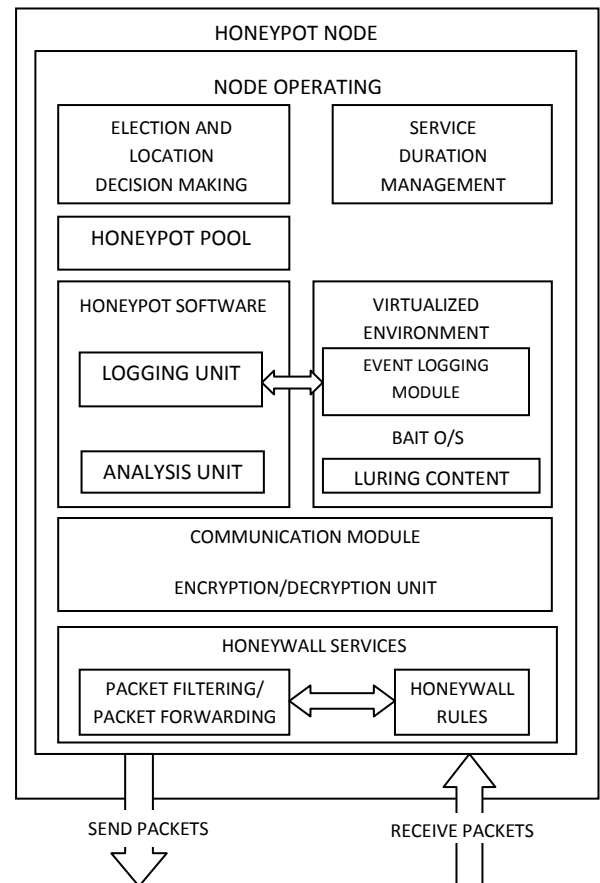 HONEYPOT NODE
NODE OPERATING
ELECTION AND
LOCATION
DECISION MAKING
SERVICE
DURATION
MANAGEMENT
HONEYPOT POOL
HONEYPOT SOFTWARE
LOGGING UNIT
ANALYSIS UNIT
VIRTUALIZED
ENVIRONMENT
EVENT LOGGING
MODULE
BAIT O/S
LURING CONTENT
COMMUNICATION MODULE
ENCRYPTION/DECRYPTION UNIT
HONEYWALL SERVICES
PACKET FILTERING/
PACKET FORWARDING
HONEYWALL
RULES
SEND PACKETS
RECEIVE PACKETS